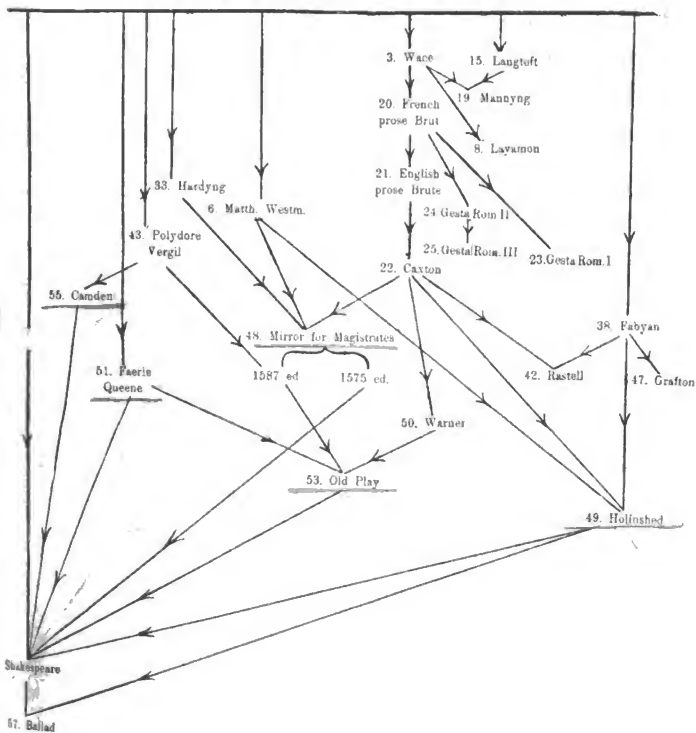 3. Wace
15. Langtoft
19 Mannyng
20. French
prose Brut
8. Layamon
21. English
prose Brute
33. Hardyng
6. Matth. Westm.
24 Gesta Rom II
43. Polydore
Vergil
25. Gesta Rom. III
23. Gesta Rom. I
22. Caxton
55. Camden
38. Fabyan
48. Mirror for Magistrates
51. Faerie
Queene
1587 ed
1575 ed.
42. Rastell
47. Grafton
50. Warner
53. Old Play
49. Holinshed
Shakespeare
57. Ballad